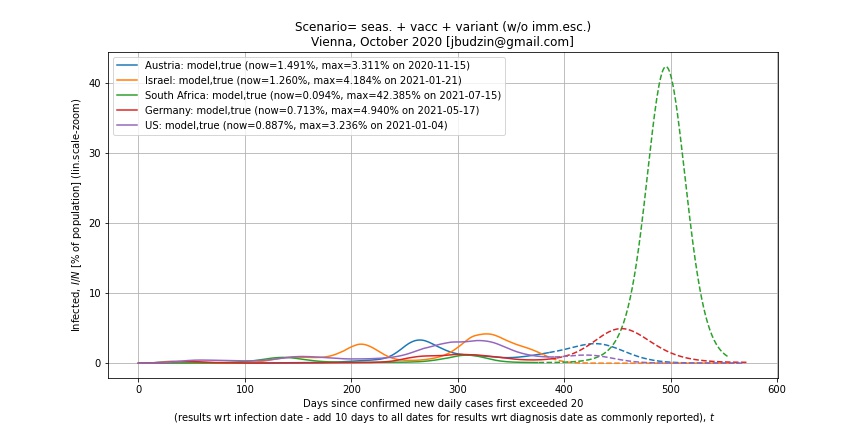 Scenario= seas. + vacc + variant (w/o imm.esc.)
Vienna, October 2020 [jbudzin@gmail.com]
Austria: model,true (now=1.491%, max=3.311% on 2020-11-15)
Israel: model,true (now=1.260%, max=4.184% on 2021-01-21)
South Africa: model,true (now=0.094%, max=42.385% on 2021-07-15)
Germany: model,true (now=0.713%, max=4.940% on 2021-05-17)
US: model,true (now=0.887%, max=3.236% on 2021-01-04)
Infected, I/N [% of population] (lin.scale-zoom)
40
30
20
10
0
0 100 200 300 400 500 600
Days since confirmed new daily cases first exceeded 20
(results wrt infection date - add 10 days to all dates for results wrt diagnosis date as commonly reported), t